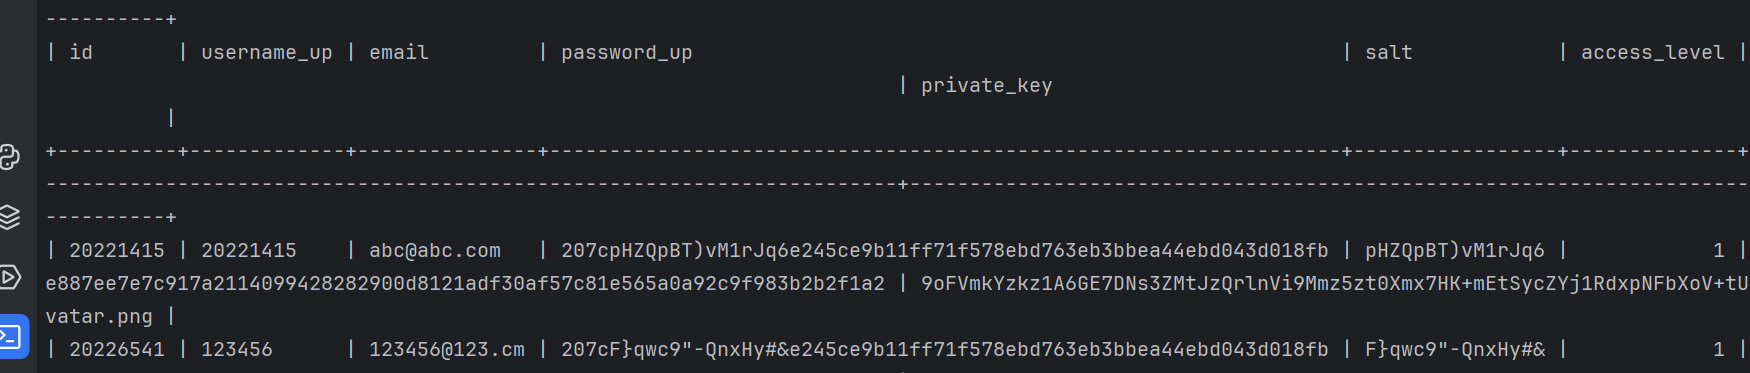 ----------+
| id | username_up | email | password_up | salt | access_level |
| private_key
|
+----------+-------------+---------------+------------------------------------------------------------------+-----------------+--------------+
-----------------------------------------------------------------------+----------------------------------------------------------------------
----------+
| 20221415 | 20221415 | abc@abc.com | 207cpHZQpBT)vM1rJq6e245ce9b11ff71f578ebd763eb3bbea44ebd043d018fb | pHZQpBT)vM1rJq6 | 1 |
e887ee7e7c917a2114099428282900d8121adf30af57c81e565a0a92c9f983b2b2f1a2 | 9oFVmkYzkz1A6GE7DNs3ZMtJzQrlnVi9Mmz5zt0Xmx7HK+mEtSycZYj1RdxpNFbXoV+tU
vatar.png |
| 20226541 | 123456 | 123456@123.cm | 207cF}qwc9"-QnxHy#&e245ce9b11ff71f578ebd763eb3bbea44ebd043d018fb | F}qwc9"-QnxHy#& | 1 |